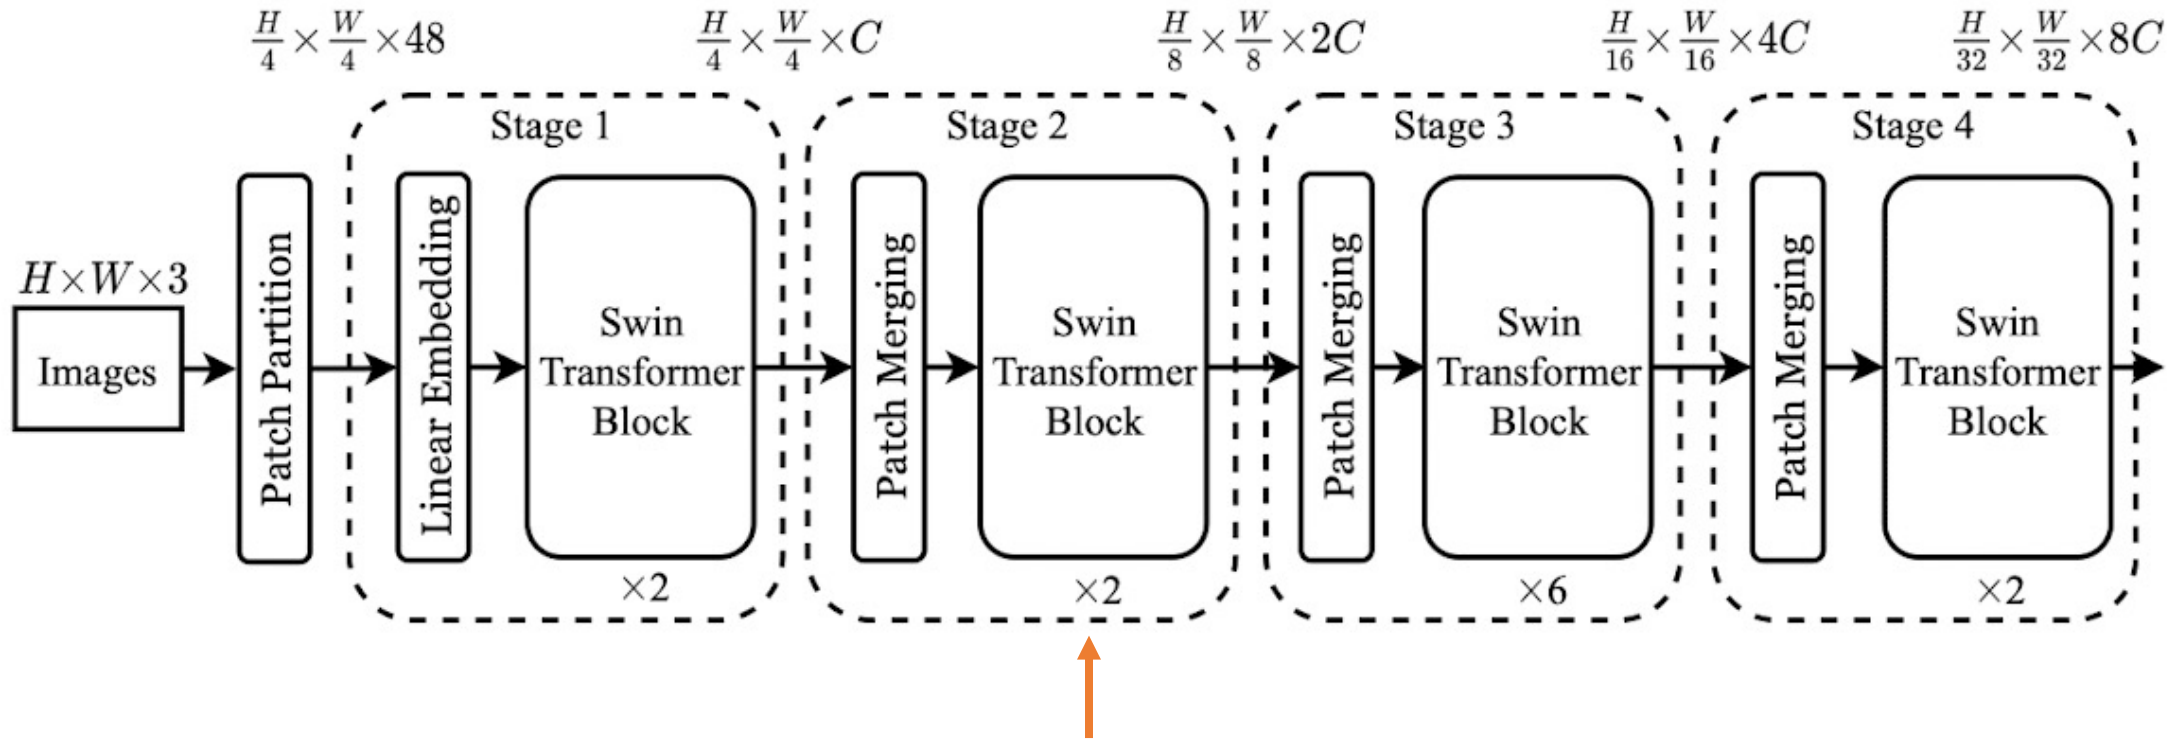 H/4 × W/4 × 48
H/4 × W/4 × C
H/8 × W/8 × 2C
H/16 × W/16 × 4C
H/32 × W/32 × 8C
H×W×3
Images
Patch Partition
Stage 1
Linear Embedding
Swin
Transformer
Block
×2
Stage 2
Patch Merging
Swin
Transformer
Block
×2
Stage 3
Patch Merging
Swin
Transformer
Block
×6
Stage 4
Patch Merging
Swin
Transformer
Block
×2